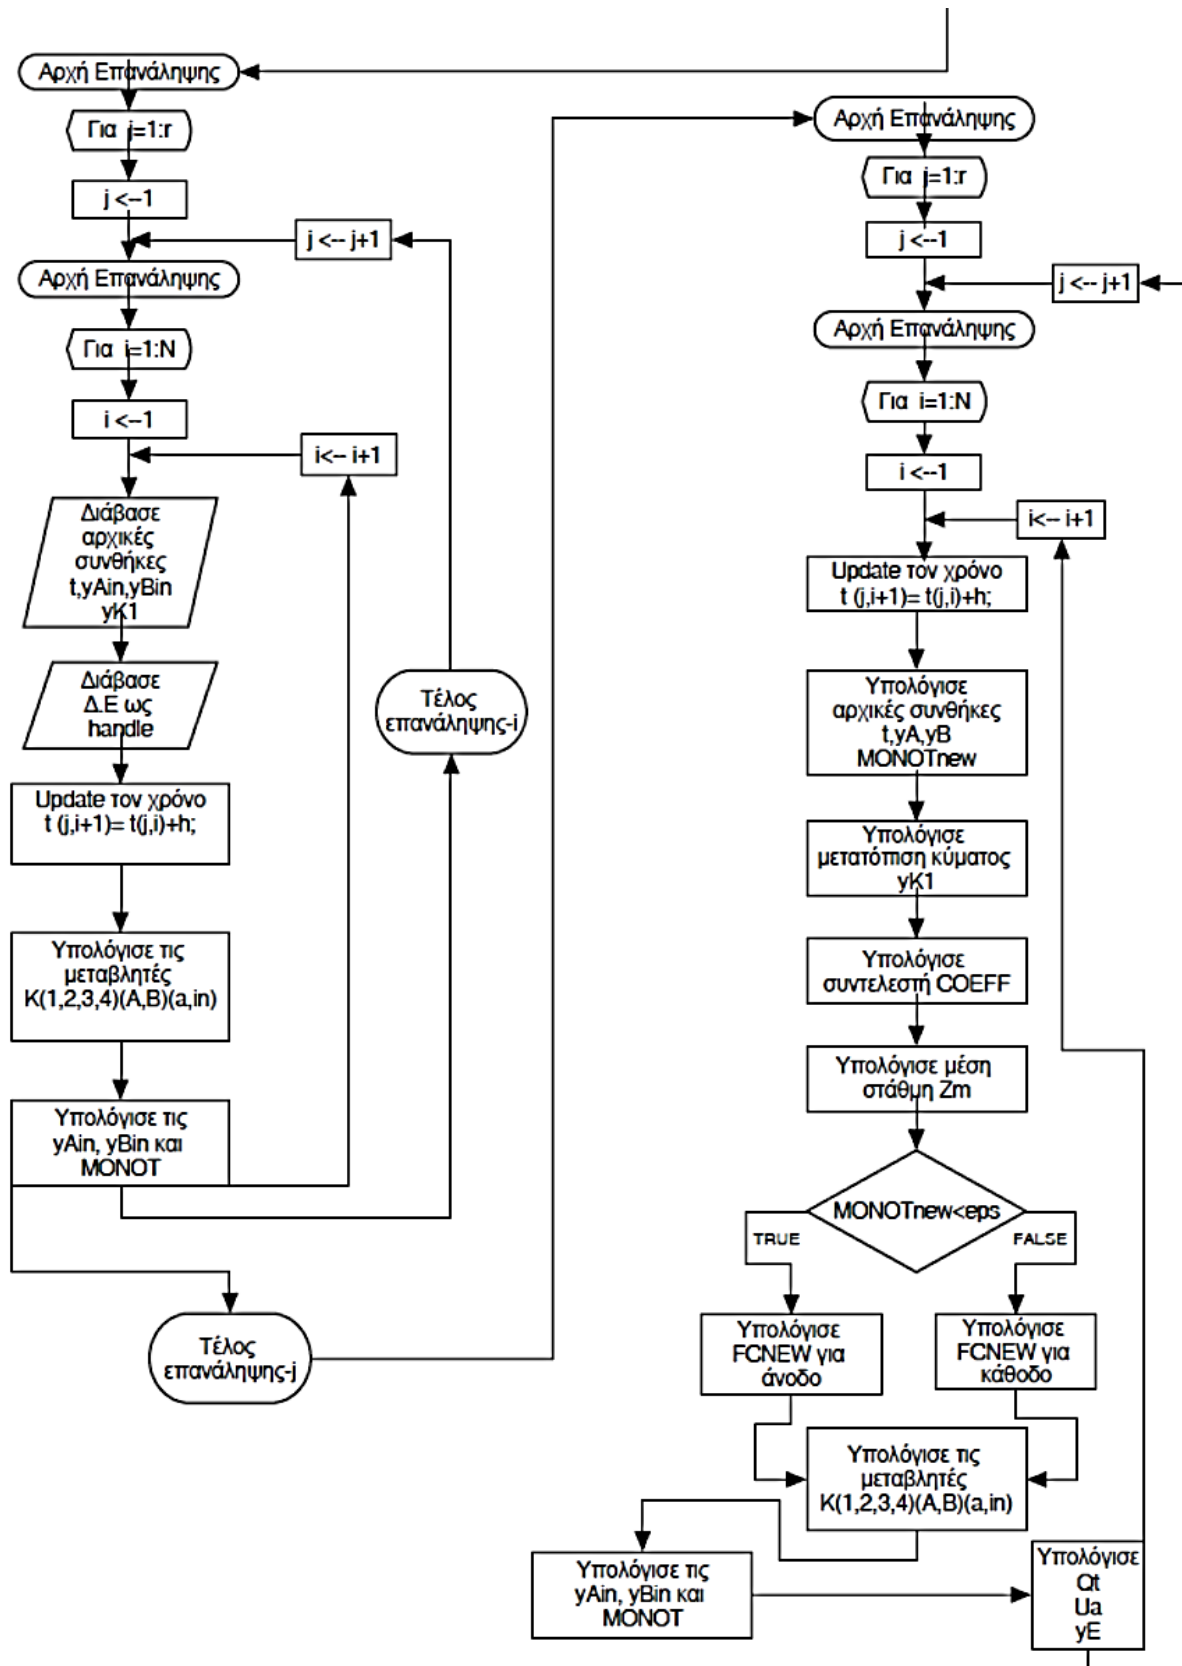 Αρχή Επανάληψης
Για j=1:r
j <--1
j <-- j+1
Αρχή Επανάληψης
Για i=1:N
i <--1
i<-- i+1
Διάβασε
αρχικές
συνθήκες
t,yAin,yBin
yK1
Διάβασε
Δ.Ε ως
handle
Update τον χρόνο
t (j,i+1)= t(j,i)+h;
Υπολόγισε τις
μεταβλητές
K(1,2,3,4)(A,B)(a,in)
Υπολόγισε τις
yAin, yBin και
MONOT
Τέλος
επανάληψης-i
Τέλος
επανάληψης-j
Αρχή Επανάληψης
Για j=1:r
j <--1
j <-- j+1
Αρχή Επανάληψης
Για i=1:N
i <--1
i<-- i+1
Update τον χρόνο
t (j,i+1)= t(j,i)+h;
Υπολόγισε
αρχικές συνθήκες
t,yA,yB
MONOTnew
Υπολόγισε
μετατόπιση κύματος
yK1
Υπολόγισε
συντελεστή COEFF
Υπολόγισε μέση
στάθμη Zm
MONOTnew<eps
TRUE
FALSE
Υπολόγισε
FCNEW για
άνοδο
Υπολόγισε
FCNEW για
κάθοδο
Υπολόγισε τις
μεταβλητές
K(1,2,3,4)(A,B)(a,in)
Υπολόγισε τις
yAin, yBin και
MONOT
Υπολόγισε
Qt
Ua
yE